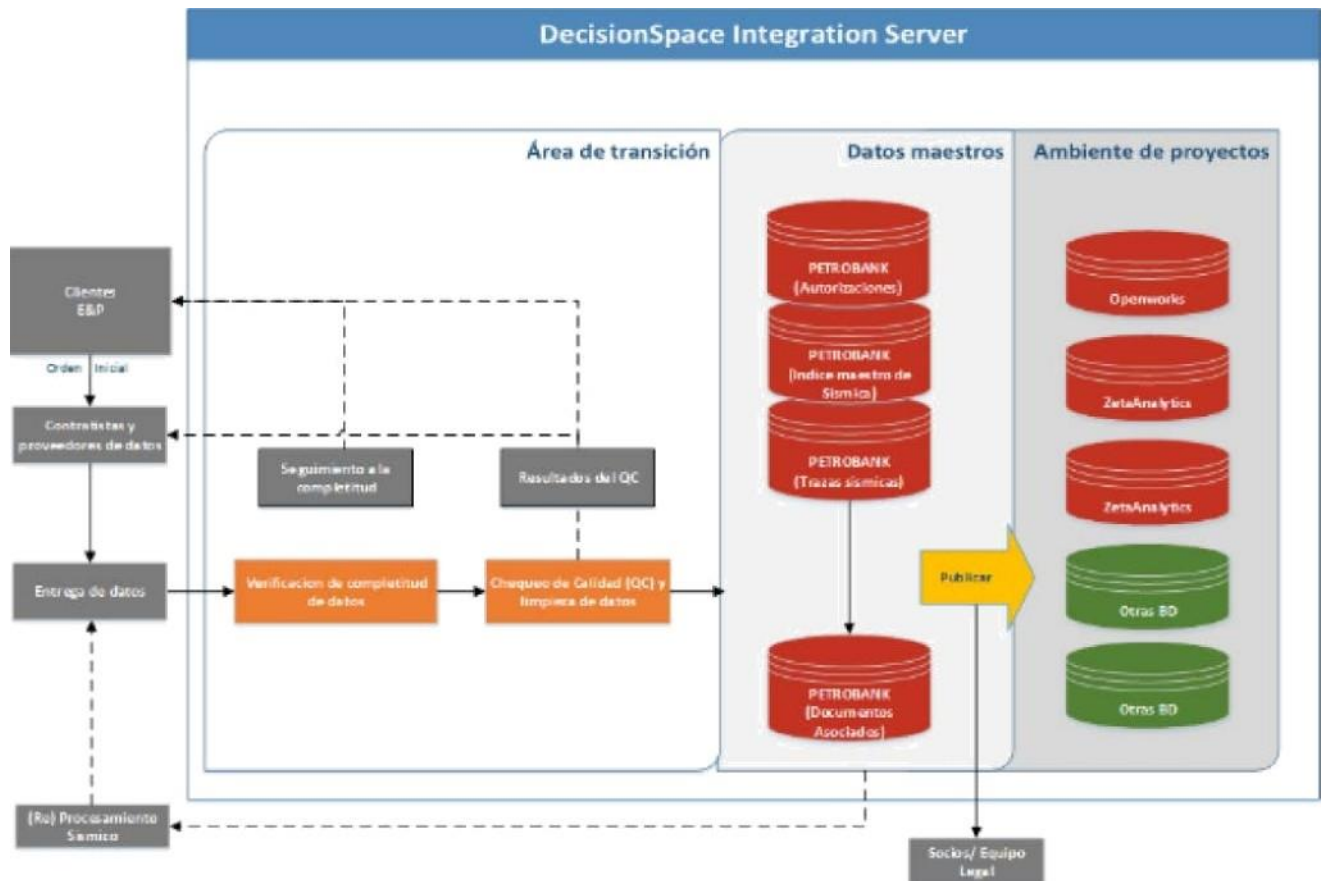 DecisionSpace Integration Server
Área de transición
Datos maestros
Ambiente de proyectos
Clientes
E&P
Orden Inicial
Contratistas y
proveedores de datos
Entrega de datos
(Re) Procesamiento
Sísmico
Seguimiento a la
completitud
Resultados del QC
Verificacion de completitud
de datos
Chequeo de Calidad (QC) y
limpieza de datos
PETROBANK
(Autorizaciones)
PETROBANK
(Indice maestro de
Sismica)
PETROBANK
(Trazas sísmicas)
PETROBANK
(Documentos
Asociados)
Publicar
Socios/ Equipo
Legal
Openworks
ZetaAnalytics
ZetaAnalytics
Otras BD
Otras BD